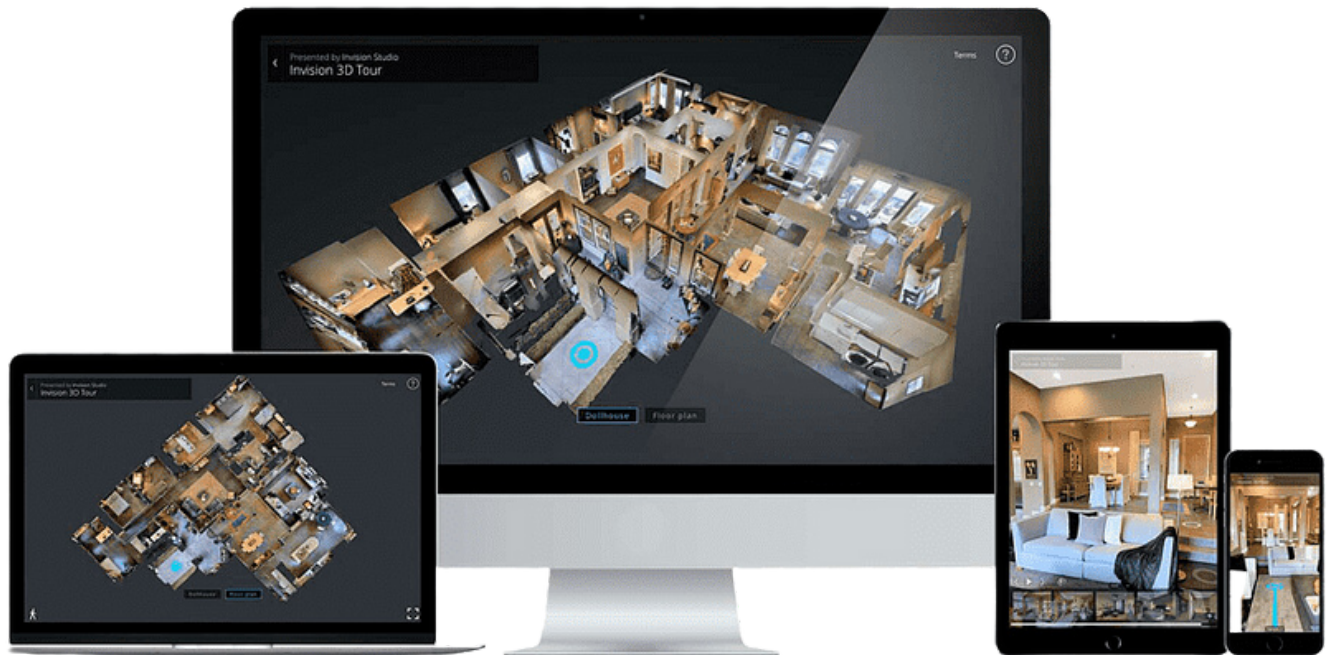 Presented by Invision Studio
Invision 3D Tour
Terms
?
Dollhouse
Floor plan
Presented by Invision Studio
Invision 3D Tour
Terms
?
Dollhouse
Floor plan